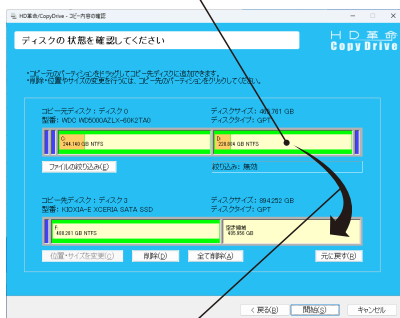 HD革命/CopyDrive - コピー内容の確認
ディスクの状態を確認してください
HD革命
CopyDrive
・コピー元のパーティションをドラッグしてコピー先ディスクに追加できます。
・削除・位置やサイズの変更を行うには、コピー先のパーティションをクリックしてください。
コピー元ディスク：ディスク0
ディスクサイズ：465.761 GB
型番：WDC WD5000AZLX-60K2TA0
ディスクタイプ：GPT
C:
244.140 GB NTFS
D:
220.804 GB NTFS
ファイルの絞り込み(E)
絞り込み：無効
コピー先ディスク：ディスク3
ディスクサイズ：894.252 GB
型番：KIOXIA-E XCERIA SATA SSD
ディスクタイプ：GPT
F:
488.281 GB NTFS
空き領域
405.956 GB
位置・サイズを変更(C)
削除(D)
全て削除(A)
元に戻す(R)
< 戻る(B)
開始(S)
キャンセル